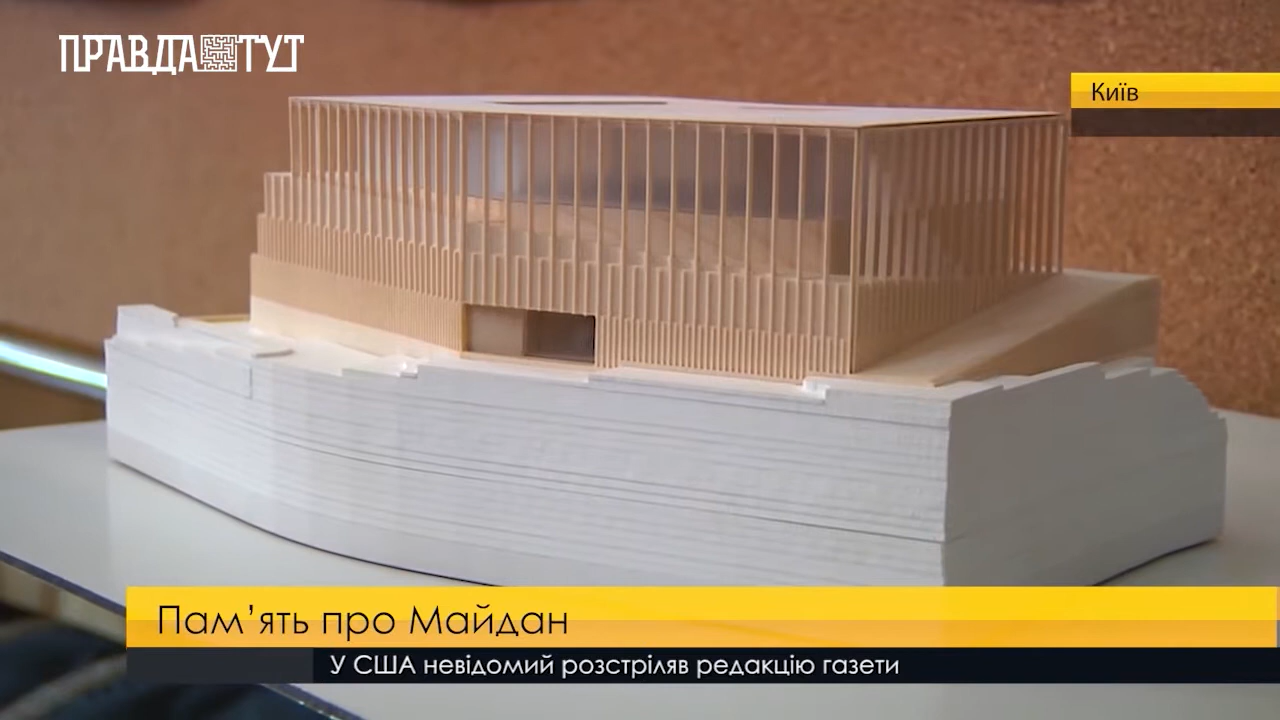 ПРАВДА ТУТ
Київ
Пам’ять про Майдан
У США невідомий розстріляв редакцію газети